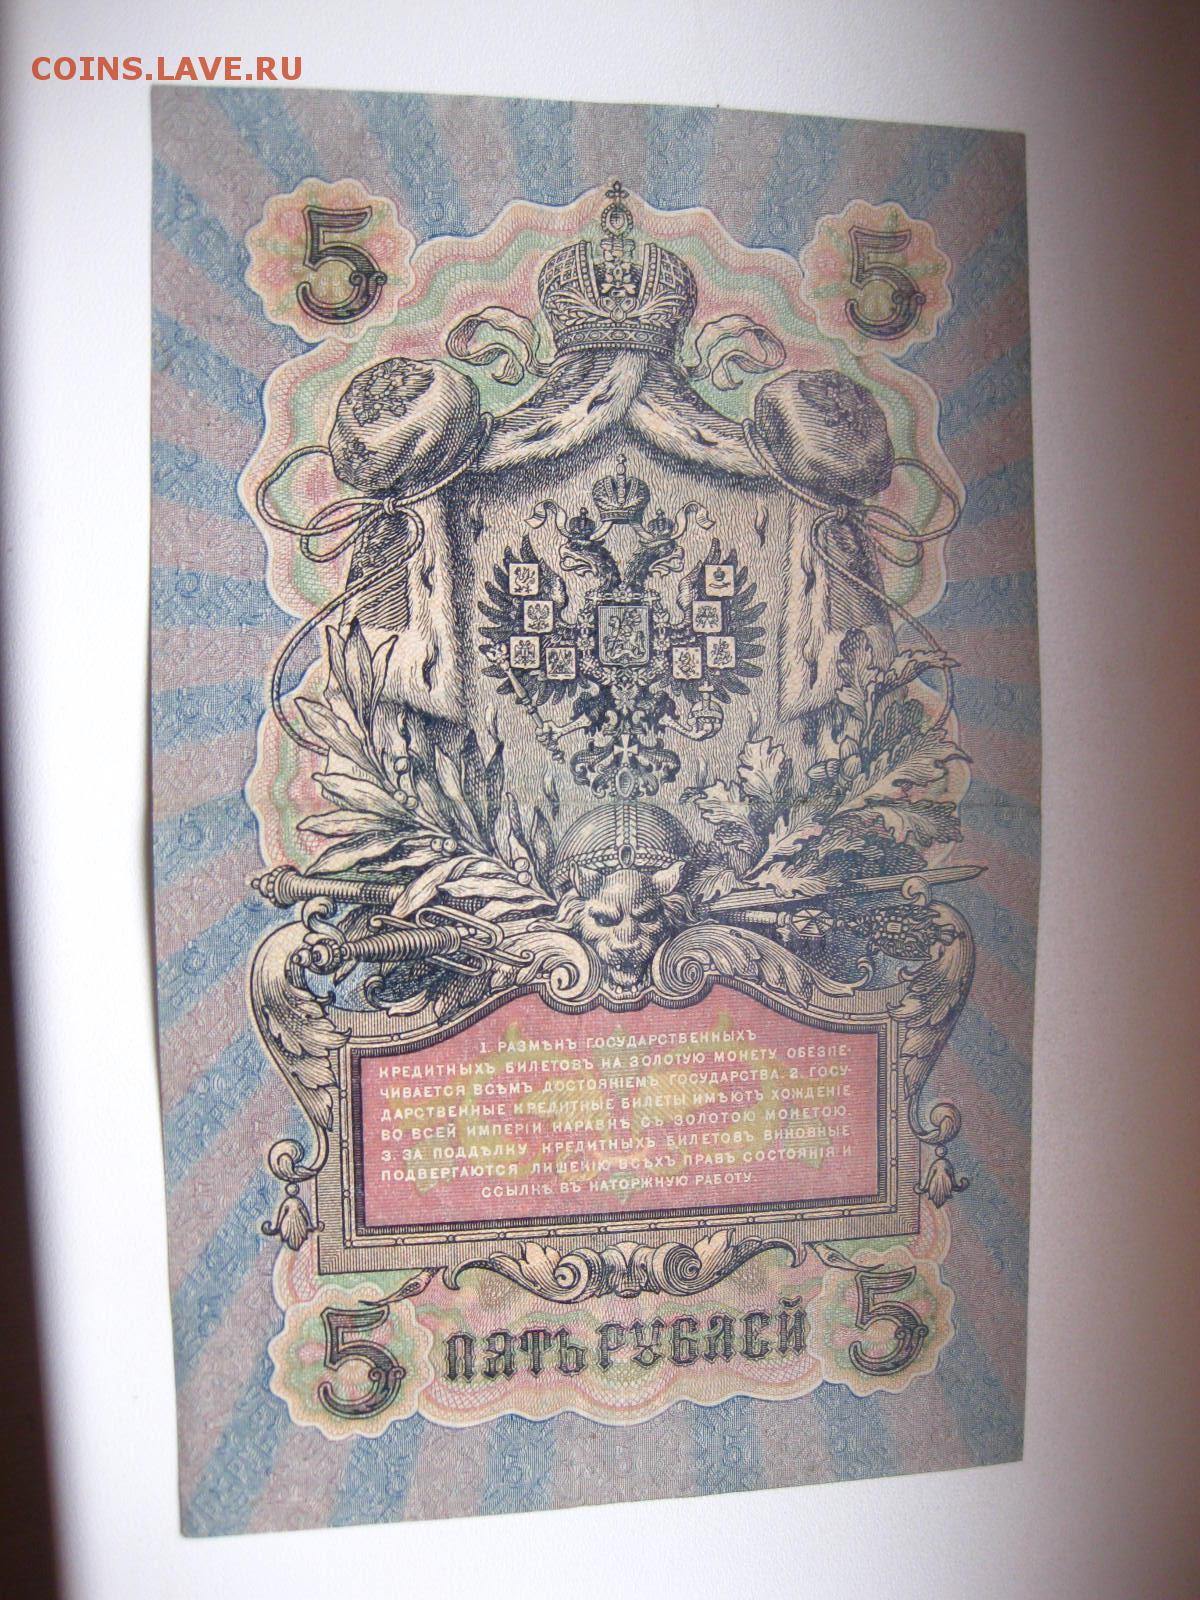 COINS.LAVE.RU
5 5
1. РАЗМѢНЪ ГОСУДАРСТВЕННЫХЪ
КРЕДИТНЫХЪ БИЛЕТОВЪ НА ЗОЛОТУЮ МОНЕТУ ОБЕЗПЕ-
ЧИВАЕТСЯ ВСѢМЪ ДОСТОЯНІЕМЪ ГОСУДАРСТВА. 2. ГОСУ-
ДАРСТВЕННЫЕ КРЕДИТНЫЕ БИЛЕТЫ ИМѢЮТЪ ХОЖДЕНІЕ
ВО ВСЕЙ ИМПЕРІИ НАРАВНѢ СЪ ЗОЛОТОЮ МОНЕТОЮ.
3. ЗА ПОДДѢЛКУ КРЕДИТНЫХЪ БИЛЕТОВЪ ВИНОВНЫЕ
ПОДВЕРГАЮТСЯ ЛИШЕНІЮ ВСѢХЪ ПРАВЪ СОСТОЯНІЯ И
ССЫЛКѢ ВЪ КАТОРЖНУЮ РАБОТУ.
5 ПЯТЬ РУБЛЕЙ 5